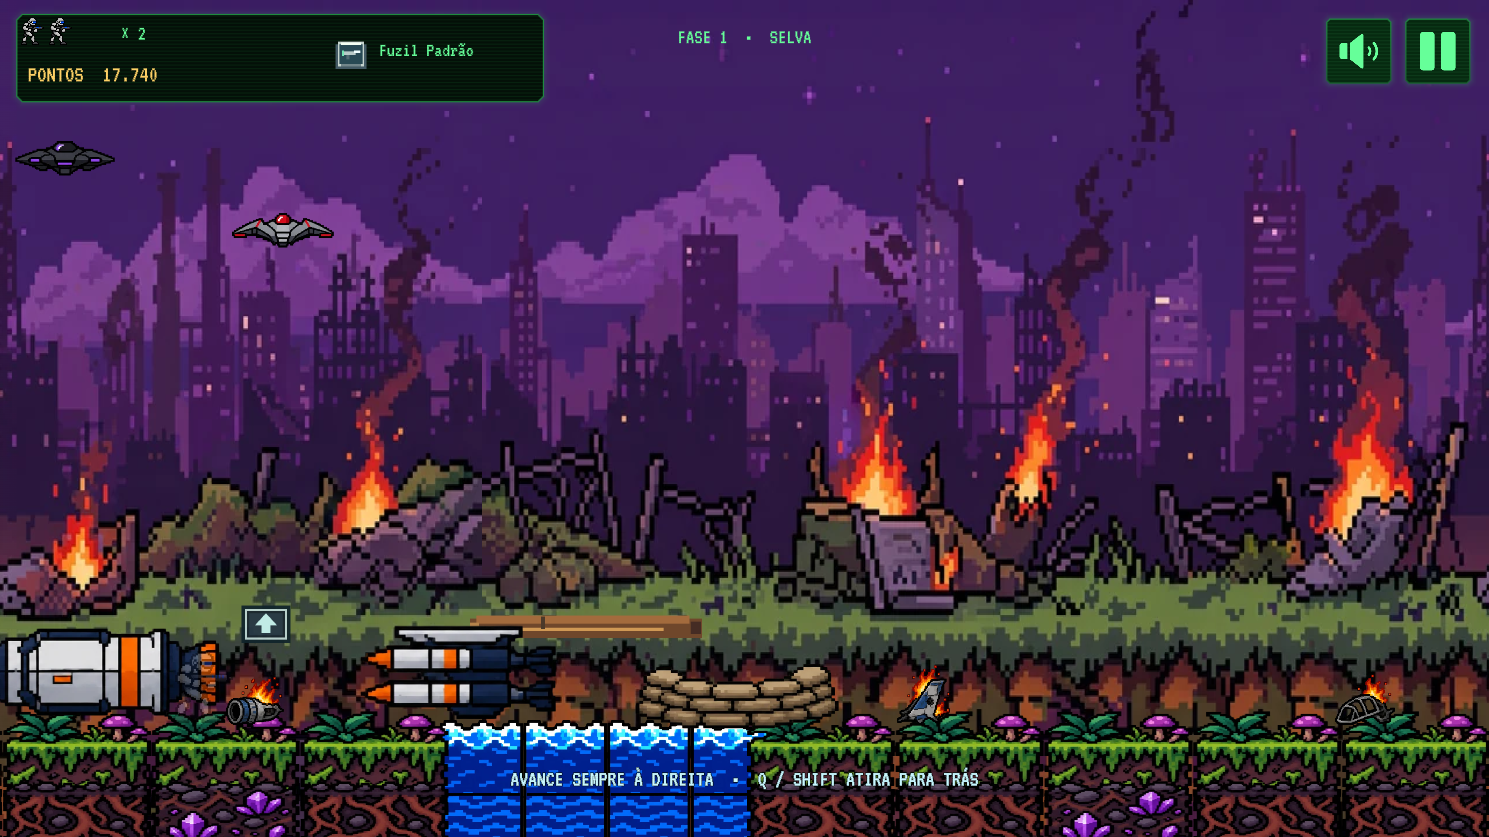 X 2
Fuzil Padrão
PONTOS 17.740
FASE 1 · SELVA
AVANCE SEMPRE À DIREITA · Q / SHIFT ATIRA PARA TRÁS